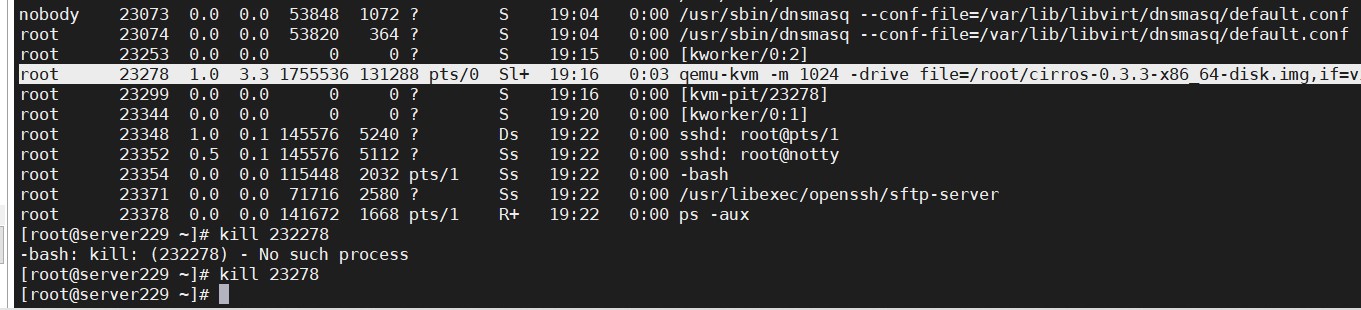 nobody 23073 0.0 0.0 53848 1072 ? S 19:04 0:00 /usr/sbin/dnsmasq --conf-file=/var/lib/libvirt/dnsmasq/default.conf
root 23074 0.0 0.0 53820 364 ? S 19:04 0:00 /usr/sbin/dnsmasq --conf-file=/var/lib/libvirt/dnsmasq/default.conf
root 23253 0.0 0.0 0 0 ? S 19:15 0:00 [kworker/0:2]
root 23278 1.0 3.3 1755536 131288 pts/0 Sl+ 19:16 0:03 qemu-kvm -m 1024 -drive file=/root/cirros-0.3.3-x86_64-disk.img,if=v
root 23299 0.0 0.0 0 0 ? S 19:16 0:00 [kvm-pit/23278]
root 23344 0.0 0.0 0 0 ? S 19:20 0:00 [kworker/0:1]
root 23348 1.0 0.1 145576 5240 ? Ds 19:22 0:00 sshd: root@pts/1
root 23352 0.5 0.1 145576 5112 ? Ss 19:22 0:00 sshd: root@notty
root 23354 0.0 0.0 115448 2032 pts/1 Ss 19:22 0:00 -bash
root 23371 0.0 0.0 71716 2580 ? Ss 19:22 0:00 /usr/libexec/openssh/sftp-server
root 23378 0.0 0.0 141672 1668 pts/1 R+ 19:22 0:00 ps -aux
[root@server229 ~]# kill 232278
-bash: kill: (232278) - No such process
[root@server229 ~]# kill 23278
[root@server229 ~]#